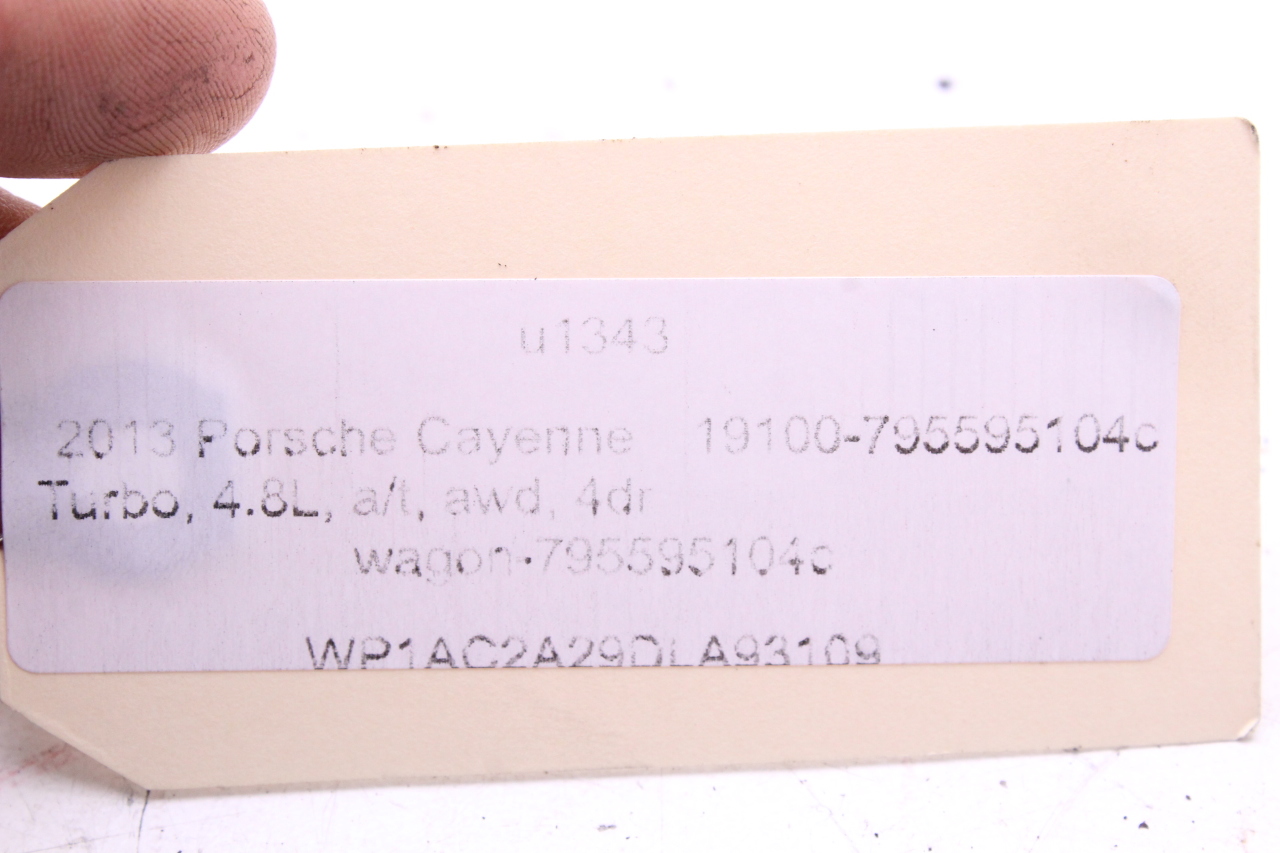 u1343
2013 Porsche Cayenne 19100-795595104c
Turbo, 4.8L, a/t, awd, 4dr
wagon-795595104c
WP1AC2A29DLA93109